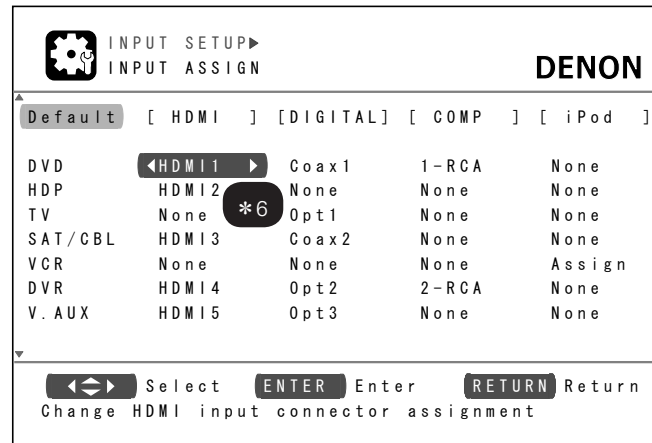 INPUT SETUP▶
INPUT ASSIGN
DENON
Default [ HDMI ] [DIGITAL] [ COMP ] [ iPod ]
DVD ◀HDMI1 ▶ Coax1 1-RCA None
HDP HDMI2 None None None
TV None Opt1 None None
*6
SAT/CBL HDMI3 Coax2 None None
VCR None None None Assign
DVR HDMI4 Opt2 2-RCA None
V.AUX HDMI5 Opt3 None None
Select ENTER Enter RETURN Return
Change HDMI input connector assignment